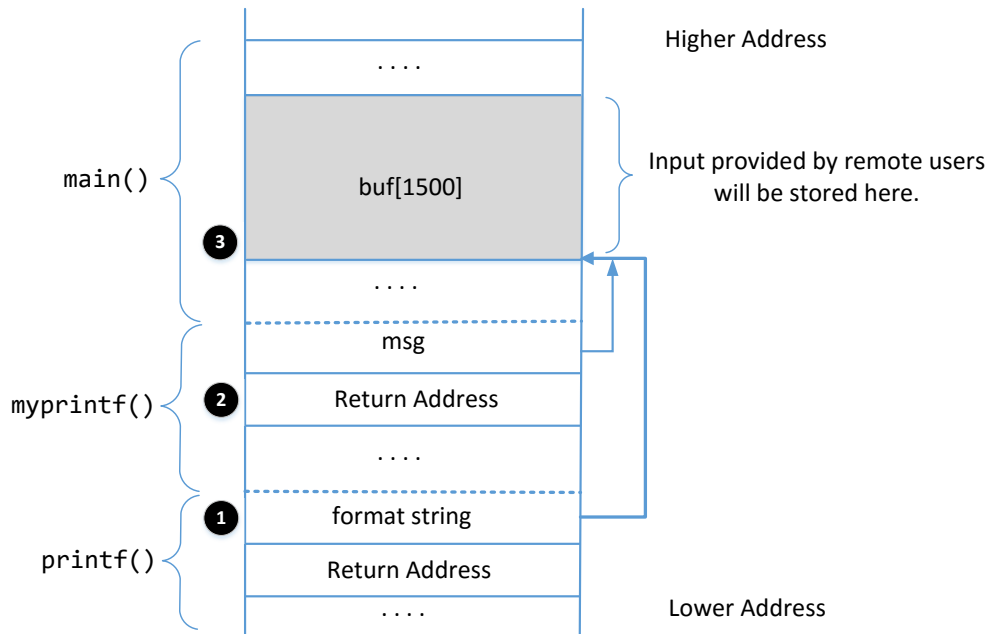 Higher Address
. . . .
main()
buf[1500]
Input provided by remote users
will be stored here.
3
. . . .
msg
myprintf()
2
Return Address
. . . .
1
format string
printf()
Return Address
. . . .
Lower Address